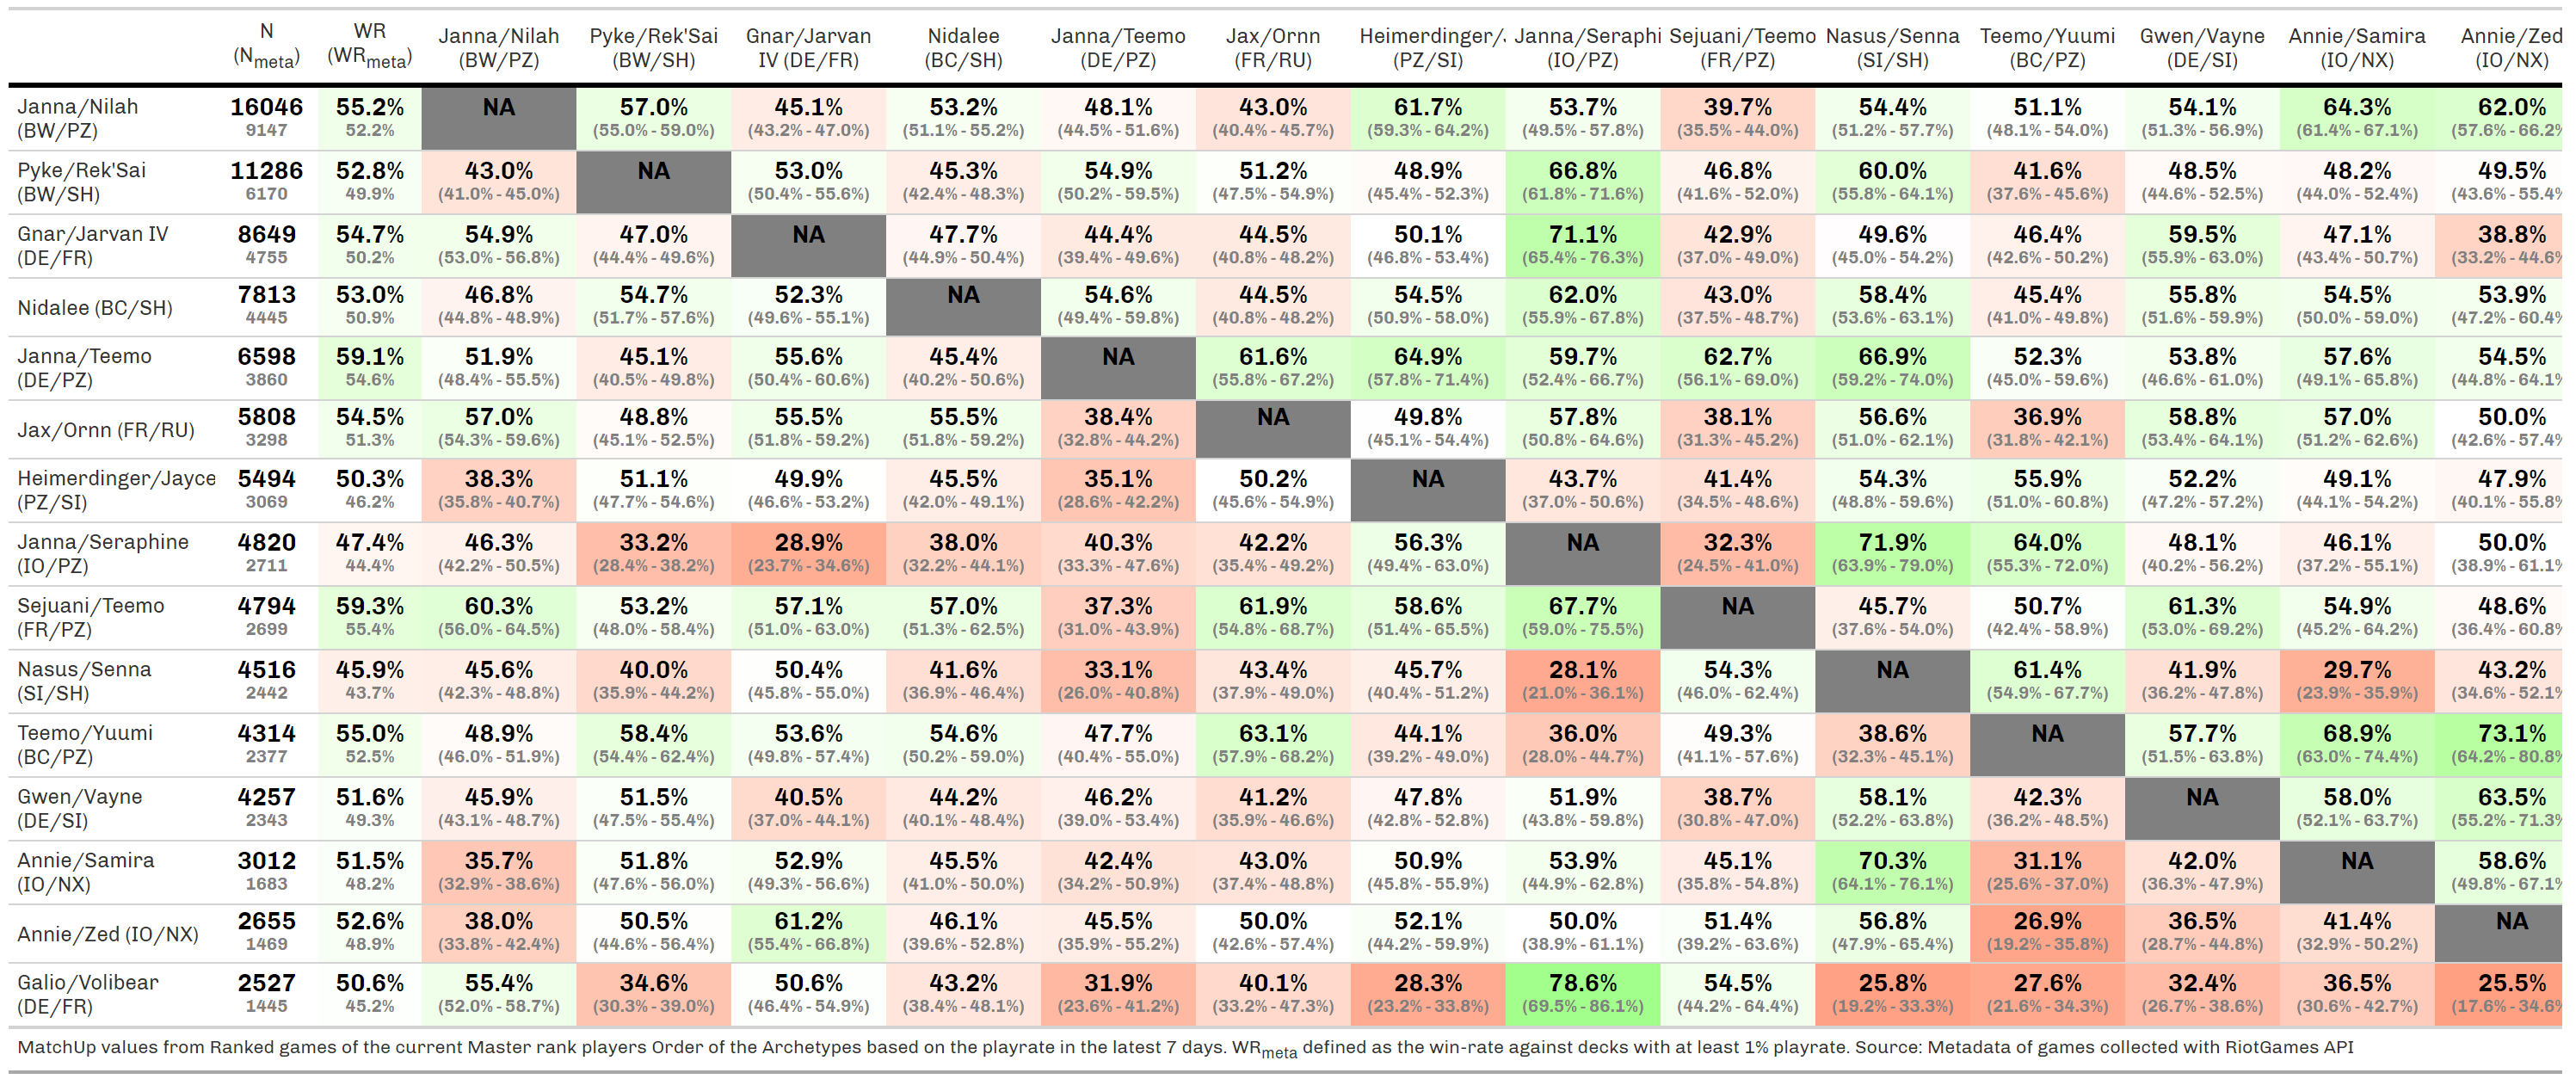 N WR Janna/Nilah Pyke/Rek'Sai Gnar/Jarvan Nidalee Janna/Teemo Jax/Ornn Heimerdinger/ Janna/Seraphi Sejuani/Teemo Nasus/Senna Teemo/Yuumi Gwen/Vayne Annie/Samira Annie/Zed
(Nmeta) (WRmeta) (BW/PZ) (BW/SH) IV (DE/FR) (BC/SH) (DE/PZ) (FR/RU) (PZ/SI) (IO/PZ) (FR/PZ) (SI/SH) (BC/PZ) (DE/SI) (IO/NX) (IO/NX)
Janna/Nilah 16046 55.2% NA 57.0% 45.1% 53.2% 48.1% 43.0% 61.7% 53.7% 39.7% 54.4% 51.1% 54.1% 64.3% 62.0%
(BW/PZ) 9147 52.2% (55.0% - 59.0%) (43.2% - 47.0%) (51.1% - 55.2%) (44.5% - 51.6%) (40.4% - 45.7%) (59.3% - 64.2%) (49.5% - 57.8%) (35.5% - 44.0%) (51.2% - 57.7%) (48.1% - 54.0%) (51.3% - 56.9%) (61.4% - 67.1%) (57.6% - 66.2%
Pyke/Rek'Sai 11286 52.8% 43.0% NA 53.0% 45.3% 54.9% 51.2% 48.9% 66.8% 46.8% 60.0% 41.6% 48.5% 48.2% 49.5%
(BW/SH) 6170 49.9% (41.0% - 45.0%) (50.4% - 55.6%) (42.4% - 48.3%) (50.2% - 59.5%) (47.5% - 54.9%) (45.4% - 52.3%) (61.8% - 71.6%) (41.6% - 52.0%) (55.8% - 64.1%) (37.6% - 45.6%) (44.6% - 52.5%) (44.0% - 52.4%) (43.6% - 55.4%
Gnar/Jarvan IV 8649 54.7% 54.9% 47.0% NA 47.7% 44.4% 44.5% 50.1% 71.1% 42.9% 49.6% 46.4% 59.5% 47.1% 38.8%
(DE/FR) 4755 50.2% (53.0% - 56.8%) (44.4% - 49.6%) (44.9% - 50.4%) (39.4% - 49.6%) (40.8% - 48.2%) (46.8% - 53.4%) (65.4% - 76.3%) (37.0% - 49.0%) (45.0% - 54.2%) (42.6% - 50.2%) (55.9% - 63.0%) (43.4% - 50.7%) (33.2% - 44.6%
Nidalee (BC/SH) 7813 53.0% 46.8% 54.7% 52.3% NA 54.6% 44.5% 54.5% 62.0% 43.0% 58.4% 45.4% 55.8% 54.5% 53.9%
4445 50.9% (44.8% - 48.9%) (51.7% - 57.6%) (49.6% - 55.1%) (49.4% - 59.8%) (40.8% - 48.2%) (50.9% - 58.0%) (55.9% - 67.8%) (37.5% - 48.7%) (53.6% - 63.1%) (41.0% - 49.8%) (51.6% - 59.9%) (50.0% - 59.0%) (47.2% - 60.4%
Janna/Teemo 6598 59.1% 51.9% 45.1% 55.6% 45.4% NA 61.6% 64.9% 59.7% 62.7% 66.9% 52.3% 53.8% 57.6% 54.5%
(DE/PZ) 3860 54.6% (48.4% - 55.5%) (40.5% - 49.8%) (50.4% - 60.6%) (40.2% - 50.6%) (55.8% - 67.2%) (57.8% - 71.4%) (52.4% - 66.7%) (56.1% - 69.0%) (59.2% - 74.0%) (45.0% - 59.6%) (46.6% - 61.0%) (49.1% - 65.8%) (44.8% - 64.1%
Jax/Ornn (FR/RU) 5808 54.5% 57.0% 48.8% 55.5% 55.5% 38.4% NA 49.8% 57.8% 38.1% 56.6% 36.9% 58.8% 57.0% 50.0%
3298 51.3% (54.3% - 59.6%) (45.1% - 52.5%) (51.8% - 59.2%) (51.8% - 59.2%) (32.8% - 44.2%) (45.1% - 54.4%) (50.8% - 64.6%) (31.3% - 45.2%) (51.0% - 62.1%) (31.8% - 42.1%) (53.4% - 64.1%) (51.2% - 62.6%) (42.6% - 57.4%
Heimerdinger/Jayce 5494 50.3% 38.3% 51.1% 49.9% 45.5% 35.1% 50.2% NA 43.7% 41.4% 54.3% 55.9% 52.2% 49.1% 47.9%
(PZ/SI) 3069 46.2% (35.8% - 40.7%) (47.7% - 54.6%) (46.6% - 53.2%) (42.0% - 49.1%) (28.6% - 42.2%) (45.6% - 54.9%) (37.0% - 50.6%) (34.5% - 48.6%) (48.8% - 59.6%) (51.0% - 60.8%) (47.2% - 57.2%) (44.1% - 54.2%) (40.1% - 55.8%
Janna/Seraphine 4820 47.4% 46.3% 33.2% 28.9% 38.0% 40.3% 42.2% 56.3% NA 32.3% 71.9% 64.0% 48.1% 46.1% 50.0%
(IO/PZ) 2711 44.4% (42.2% - 50.5%) (28.4% - 38.2%) (23.7% - 34.6%) (32.2% - 44.1%) (33.3% - 47.6%) (35.4% - 49.2%) (49.4% - 63.0%) (24.5% - 41.0%) (63.9% - 79.0%) (55.3% - 72.0%) (40.2% - 56.2%) (37.2% - 55.1%) (38.9% - 61.1%
Sejuani/Teemo 4794 59.3% 60.3% 53.2% 57.1% 57.0% 37.3% 61.9% 58.6% 67.7% NA 45.7% 50.7% 61.3% 54.9% 48.6%
(FR/PZ) 2699 55.4% (56.0% - 64.5%) (48.0% - 58.4%) (51.0% - 63.0%) (51.3% - 62.5%) (31.0% - 43.9%) (54.8% - 68.7%) (51.4% - 65.5%) (59.0% - 75.5%) (37.6% - 54.0%) (42.4% - 58.9%) (53.0% - 69.2%) (45.2% - 64.2%) (36.4% - 60.8%
Nasus/Senna 4516 45.9% 45.6% 40.0% 50.4% 41.6% 33.1% 43.4% 45.7% 28.1% 54.3% NA 61.4% 41.9% 29.7% 43.2%
(SI/SH) 2442 43.7% (42.3% - 48.8%) (35.9% - 44.2%) (45.8% - 55.0%) (36.9% - 46.4%) (26.0% - 40.8%) (37.9% - 49.0%) (40.4% - 51.2%) (21.0% - 36.1%) (46.0% - 62.4%) (54.9% - 67.7%) (36.2% - 47.8%) (23.9% - 35.9%) (34.6% - 52.1%
Teemo/Yuumi 4314 55.0% 48.9% 58.4% 53.6% 54.6% 47.7% 63.1% 44.1% 36.0% 49.3% 38.6% NA 57.7% 68.9% 73.1%
(BC/PZ) 2377 52.5% (46.0% - 51.9%) (54.4% - 62.4%) (49.8% - 57.4%) (50.2% - 59.0%) (40.4% - 55.0%) (57.9% - 68.2%) (39.2% - 49.0%) (28.0% - 44.7%) (41.1% - 57.6%) (32.3% - 45.1%) (51.5% - 63.8%) (63.0% - 74.4%) (64.2% - 80.8%
Gwen/Vayne 4257 51.6% 45.9% 51.5% 40.5% 44.2% 46.2% 41.2% 47.8% 51.9% 38.7% 58.1% 42.3% NA 58.0% 63.5%
(DE/SI) 2343 49.3% (43.1% - 48.7%) (47.5% - 55.4%) (37.0% - 44.1%) (40.1% - 48.4%) (39.0% - 53.4%) (35.9% - 46.6%) (42.8% - 52.8%) (43.8% - 59.8%) (30.8% - 47.0%) (52.2% - 63.8%) (36.2% - 48.5%) (52.1% - 63.7%) (55.2% - 71.3%
Annie/Samira 3012 51.5% 35.7% 51.8% 52.9% 45.5% 42.4% 43.0% 50.9% 53.9% 45.1% 70.3% 31.1% 42.0% NA 58.6%
(IO/NX) 1683 48.2% (32.9% - 38.6%) (47.6% - 56.0%) (49.3% - 56.6%) (41.0% - 50.0%) (34.2% - 50.9%) (37.4% - 48.8%) (45.8% - 55.9%) (44.9% - 62.8%) (35.8% - 54.8%) (64.1% - 76.1%) (25.6% - 37.0%) (36.3% - 47.9%) (49.8% - 67.1%
Annie/Zed (IO/NX) 2655 52.6% 38.0% 50.5% 61.2% 46.1% 45.5% 50.0% 52.1% 50.0% 51.4% 56.8% 26.9% 36.5% 41.4% NA
1469 48.9% (33.8% - 42.4%) (44.6% - 56.4%) (55.4% - 66.8%) (39.6% - 52.8%) (35.9% - 55.2%) (42.6% - 57.4%) (44.2% - 59.9%) (38.9% - 61.1%) (39.2% - 63.6%) (47.9% - 65.4%) (19.2% - 35.8%) (28.7% - 44.8%) (32.9% - 50.2%)
Galio/Volibear 2527 50.6% 55.4% 34.6% 50.6% 43.2% 31.9% 40.1% 28.3% 78.6% 54.5% 25.8% 27.6% 32.4% 36.5% 25.5%
(DE/FR) 1445 45.2% (52.0% - 58.7%) (30.3% - 39.0%) (46.4% - 54.9%) (38.4% - 48.1%) (23.6% - 41.2%) (33.2% - 47.3%) (23.2% - 33.8%) (69.5% - 86.1%) (44.2% - 64.4%) (19.2% - 33.3%) (21.6% - 34.3%) (26.7% - 38.6%) (30.6% - 42.7%) (17.6% - 34.6%
MatchUp values from Ranked games of the current Master rank players Order of the Archetypes based on the playrate in the latest 7 days. WRmeta defined as the win-rate against decks with at least 1% playrate. Source: Metadata of games collected with RiotGames API